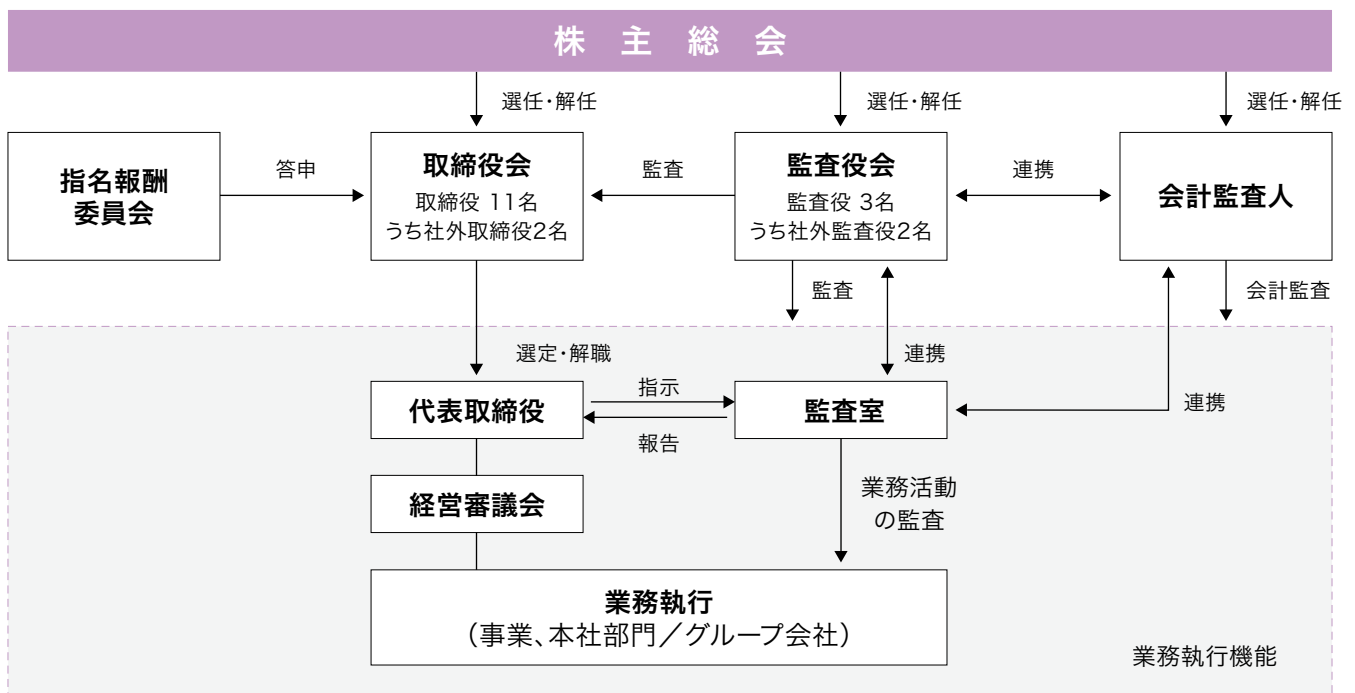 株主総会
選任・解任
選任・解任
選任・解任
指名報酬
委員会
答申
取締役会
取締役 11名
うち社外取締役2名
監査
監査役会
監査役 3名
うち社外監査役2名
連携
会計監査人
監査
会計監査
選定・解職
連携
連携
代表取締役
指示
報告
監査室
経営審議会
業務活動
の監査
業務執行
（事業、本社部門／グループ会社）
業務執行機能